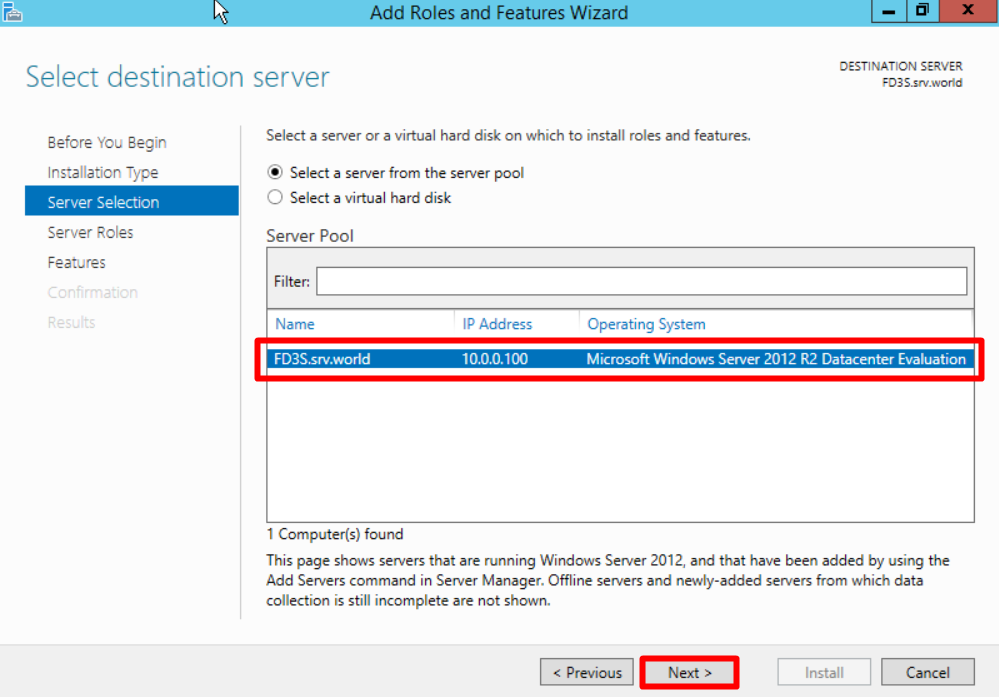 Add Roles and Features Wizard
Select destination server
DESTINATION SERVER
FD3S.srv.world
Before You Begin
Installation Type
Server Selection
Server Roles
Features
Confirmation
Results
Select a server or a virtual hard disk on which to install roles and features.
Select a server from the server pool
Select a virtual hard disk
Server Pool
Filter:
Name IP Address Operating System
FD3S.srv.world 10.0.0.100 Microsoft Windows Server 2012 R2 Datacenter Evaluation
1 Computer(s) found
This page shows servers that are running Windows Server 2012, and that have been added by using the
Add Servers command in Server Manager. Offline servers and newly-added servers from which data
collection is still incomplete are not shown.
< Previous Next > Install Cancel